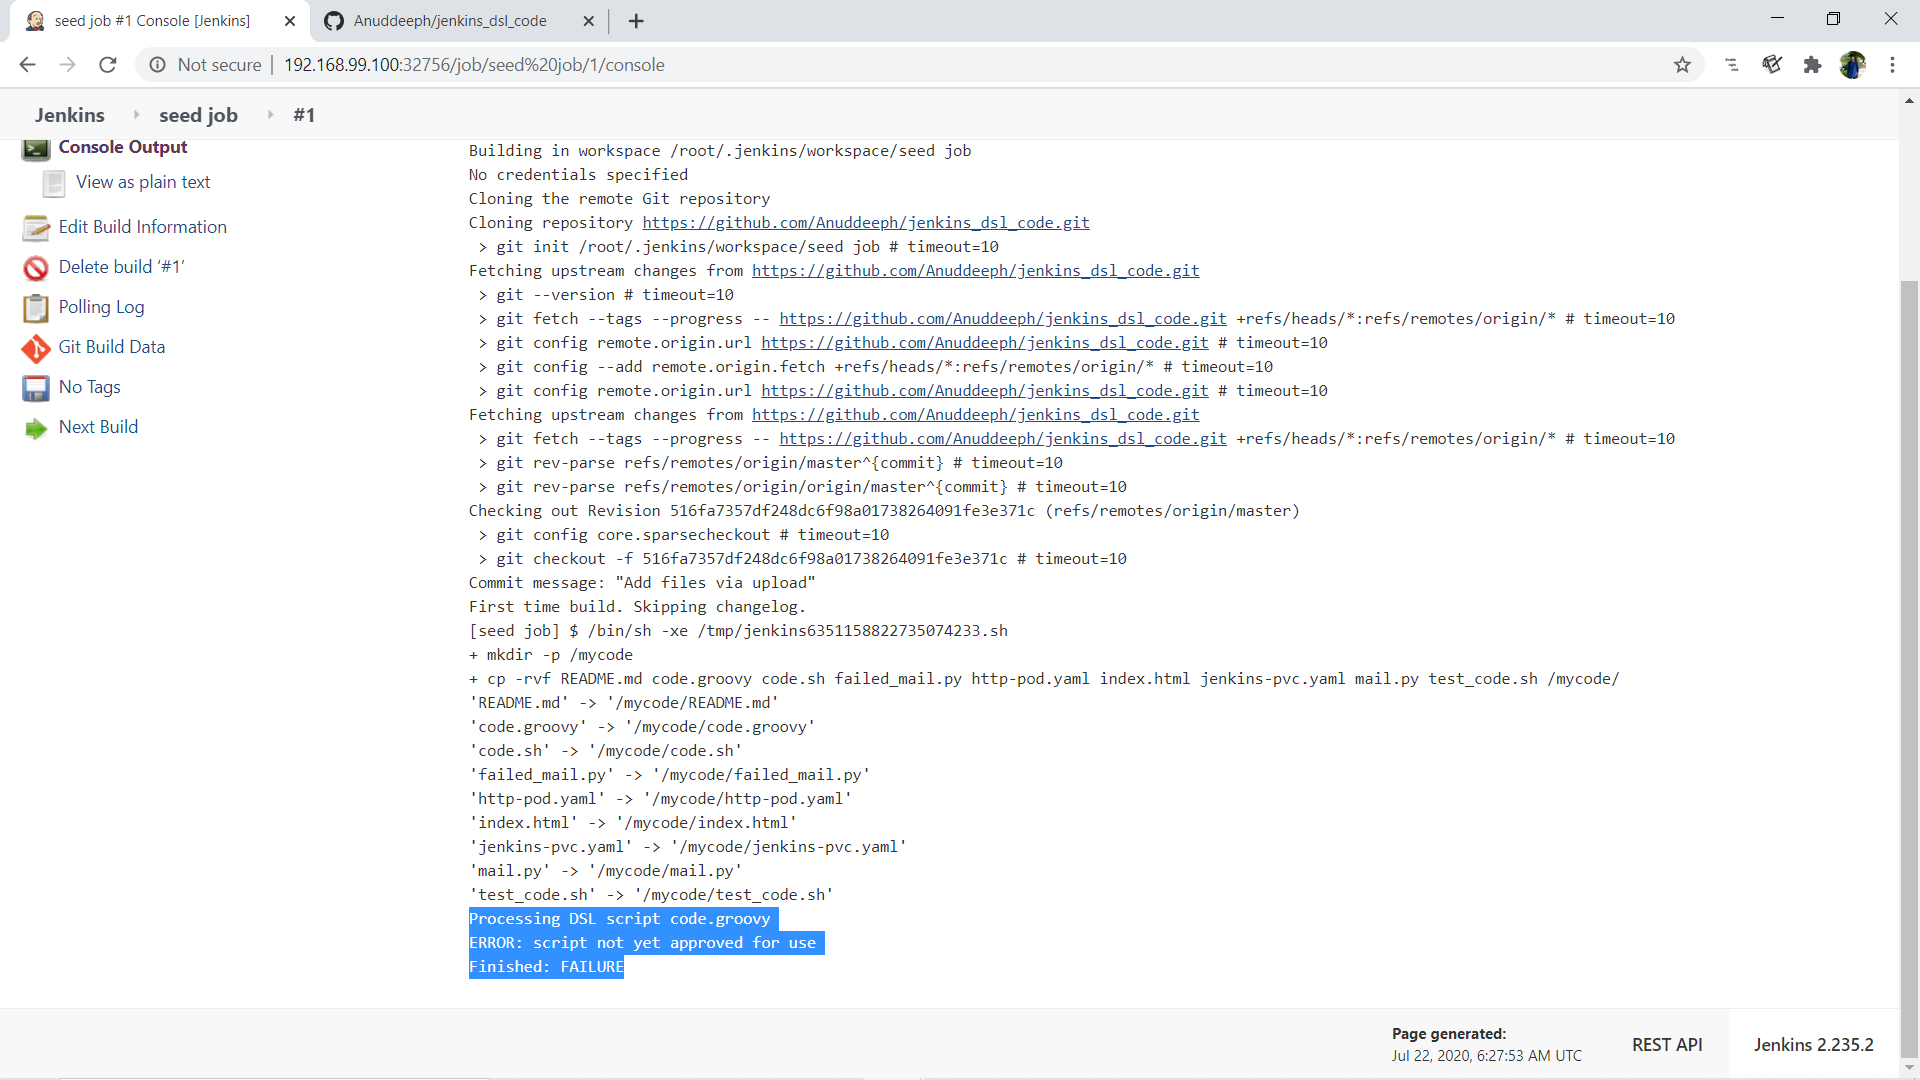 seed job #1 Console [Jenkins]
Anuddeeph/jenkins_dsl_code
Not secure
192.168.99.100:32756/job/seed%20job/1/console
Jenkins
seed job
#1
Console Output
View as plain text
Edit Build Information
Delete build ‘#1’
Polling Log
Git Build Data
No Tags
Next Build
Building in workspace /root/.jenkins/workspace/seed job
No credentials specified
Cloning the remote Git repository
Cloning repository https://github.com/Anuddeeph/jenkins_dsl_code.git
 > git init /root/.jenkins/workspace/seed job # timeout=10
Fetching upstream changes from https://github.com/Anuddeeph/jenkins_dsl_code.git
 > git --version # timeout=10
 > git fetch --tags --progress -- https://github.com/Anuddeeph/jenkins_dsl_code.git +refs/heads/*:refs/remotes/origin/* # timeout=10
 > git config remote.origin.url https://github.com/Anuddeeph/jenkins_dsl_code.git # timeout=10
 > git config --add remote.origin.fetch +refs/heads/*:refs/remotes/origin/* # timeout=10
 > git config remote.origin.url https://github.com/Anuddeeph/jenkins_dsl_code.git # timeout=10
Fetching upstream changes from https://github.com/Anuddeeph/jenkins_dsl_code.git
 > git fetch --tags --progress -- https://github.com/Anuddeeph/jenkins_dsl_code.git +refs/heads/*:refs/remotes/origin/* # timeout=10
 > git rev-parse refs/remotes/origin/master^{commit} # timeout=10
 > git rev-parse refs/remotes/origin/origin/master^{commit} # timeout=10
Checking out Revision 516fa7357df248dc6f98a01738264091fe3e371c (refs/remotes/origin/master)
 > git config core.sparsecheckout # timeout=10
 > git checkout -f 516fa7357df248dc6f98a01738264091fe3e371c # timeout=10
Commit message: "Add files via upload"
First time build. Skipping changelog.
[seed job] $ /bin/sh -xe /tmp/jenkins6351158822735074233.sh
+ mkdir -p /mycode
+ cp -rvf README.md code.groovy code.sh failed_mail.py http-pod.yaml index.html jenkins-pvc.yaml mail.py test_code.sh /mycode/
'README.md' -> '/mycode/README.md'
'code.groovy' -> '/mycode/code.groovy'
'code.sh' -> '/mycode/code.sh'
'failed_mail.py' -> '/mycode/failed_mail.py'
'http-pod.yaml' -> '/mycode/http-pod.yaml'
'index.html' -> '/mycode/index.html'
'jenkins-pvc.yaml' -> '/mycode/jenkins-pvc.yaml'
'mail.py' -> '/mycode/mail.py'
'test_code.sh' -> '/mycode/test_code.sh'
Processing DSL script code.groovy
ERROR: script not yet approved for use
Finished: FAILURE
Page generated:
Jul 22, 2020, 6:27:53 AM UTC
REST API
Jenkins 2.235.2